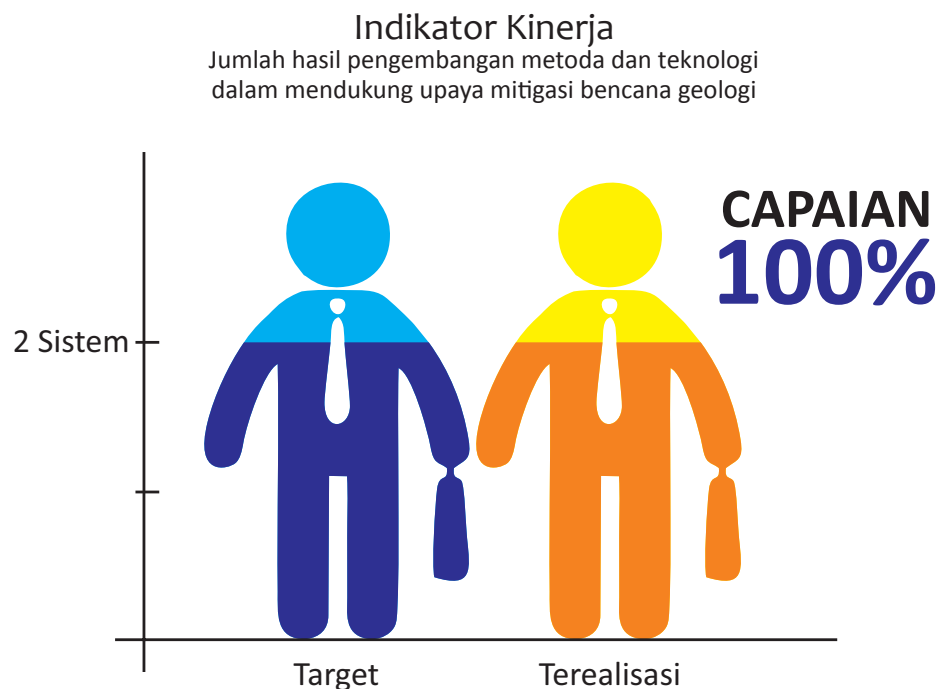 Indikator Kinerja
Jumlah hasil pengembangan metoda dan teknologi
dalam mendukung upaya mitigasi bencana geologi
CAPAIAN
100%
2 Sistem
Target
Terealisasi